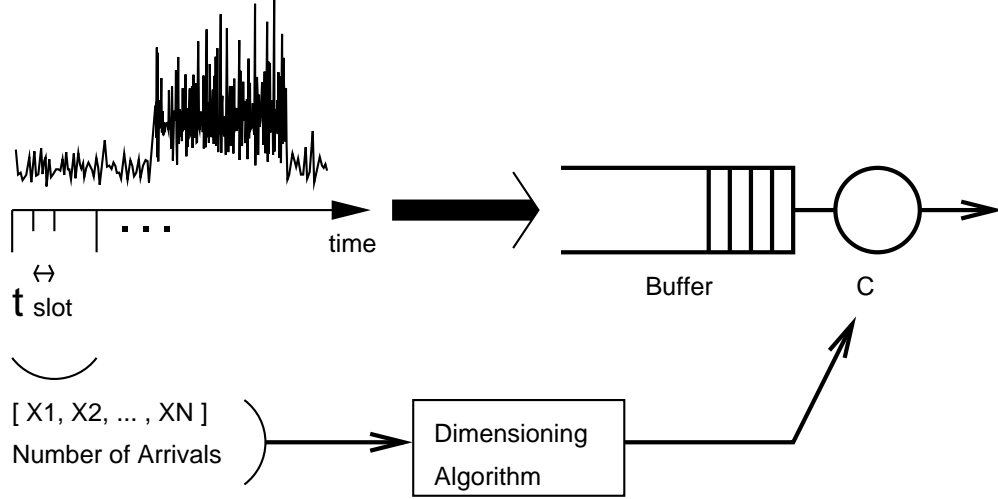 time
t slot
Buffer
C
[ X1, X2, ... , XN ]
Number of Arrivals
Dimensioning
Algorithm